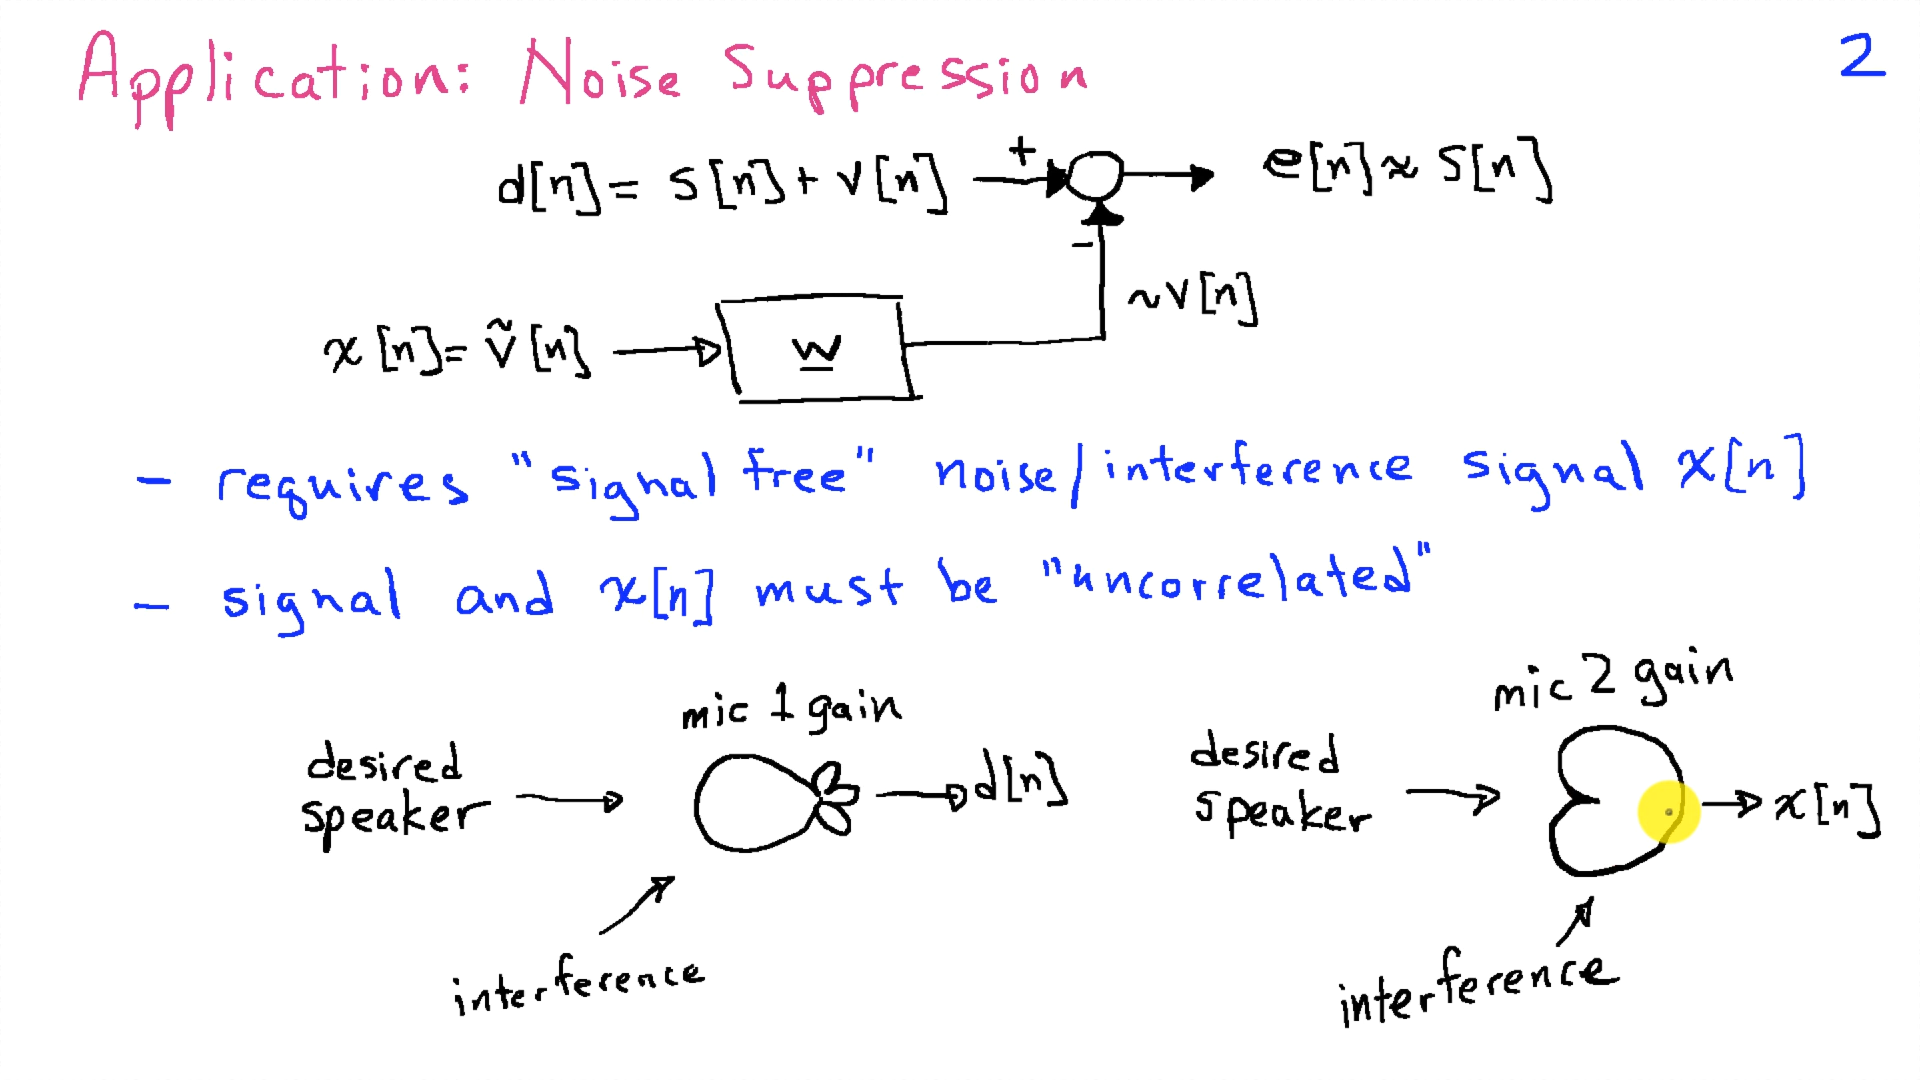 Application: Noise Suppression
2
d[n] = s[n] + v[n]
+
e[n] ≈ s[n]
-
~v[n]
x[n] = ṽ[n]
w
- requires "signal free" noise/interference signal x[n]
- signal and x[n] must be "uncorrelated"
mic 1 gain
desired
speaker
d[n]
interference
mic 2 gain
desired
speaker
x[n]
interference